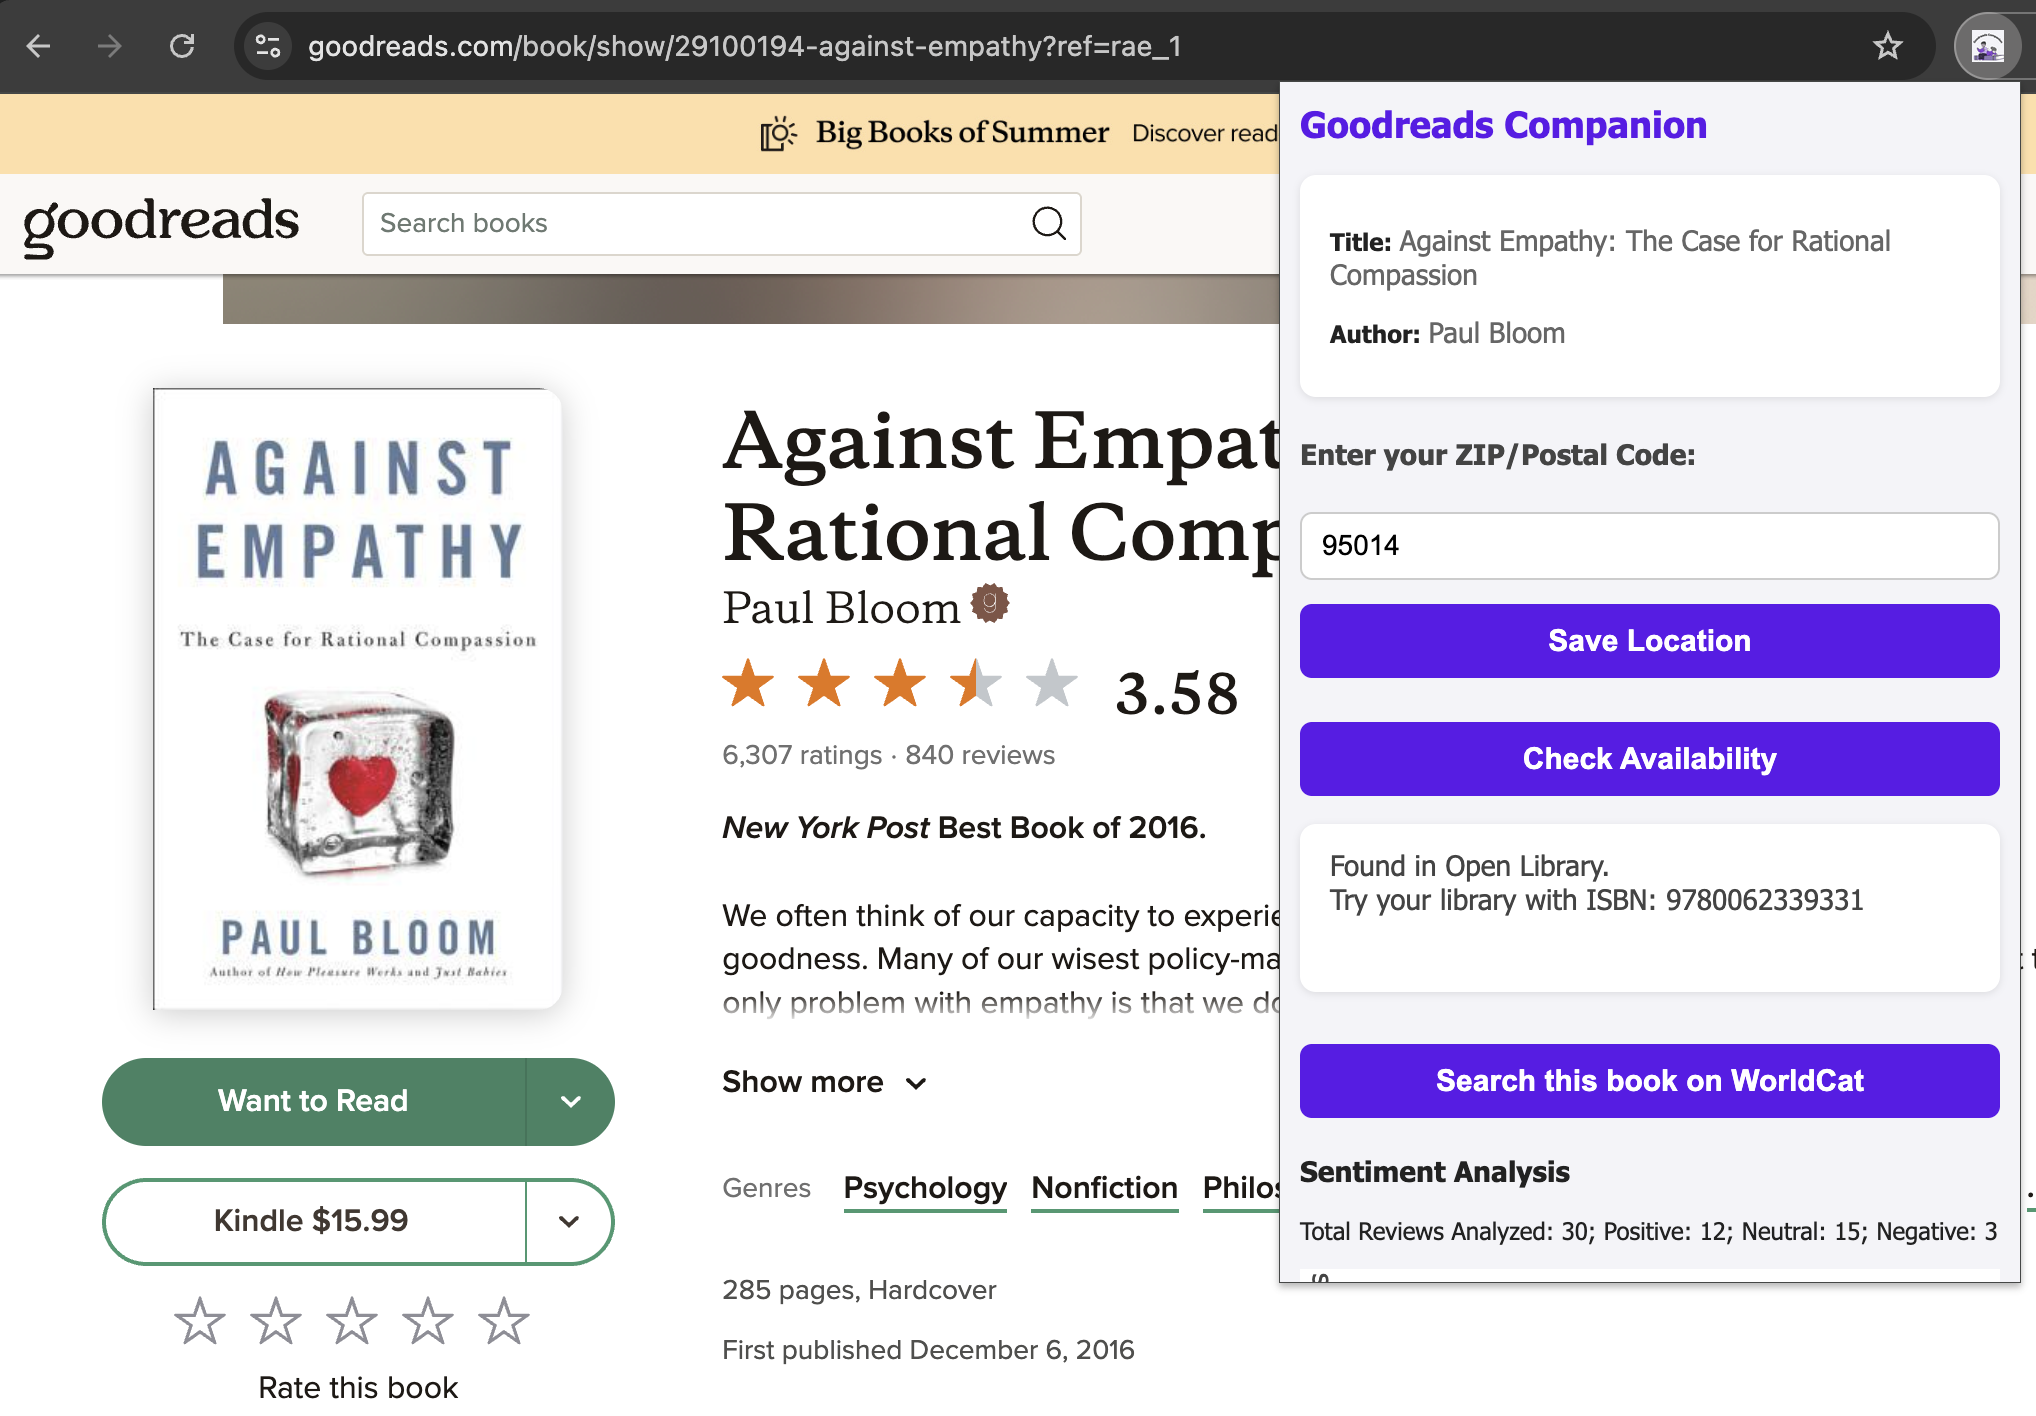 goodreads.com/book/show/29100194-against-empathy?ref=rae_1
Big Books of Summer Discover read
goodreads
Search books
AGAINST
EMPATHY
The Case for Rational Compassion
PAUL BLOOM
Author of How Pleasure Works and Just Babies
Want to Read
Kindle $15.99
Rate this book
Against Empat
Rational Comp
Paul Bloom g
3.58
6,307 ratings · 840 reviews
New York Post Best Book of 2016.
We often think of our capacity to experie
goodness. Many of our wisest policy-ma
only problem with empathy is that we do
Show more
Genres Psychology Nonfiction Philos
285 pages, Hardcover
First published December 6, 2016
Goodreads Companion
Title: Against Empathy: The Case for Rational
Compassion
Author: Paul Bloom
Enter your ZIP/Postal Code:
95014
Save Location
Check Availability
Found in Open Library.
Try your library with ISBN: 9780062339331
Search this book on WorldCat
Sentiment Analysis
Total Reviews Analyzed: 30; Positive: 12; Neutral: 15; Negative: 3